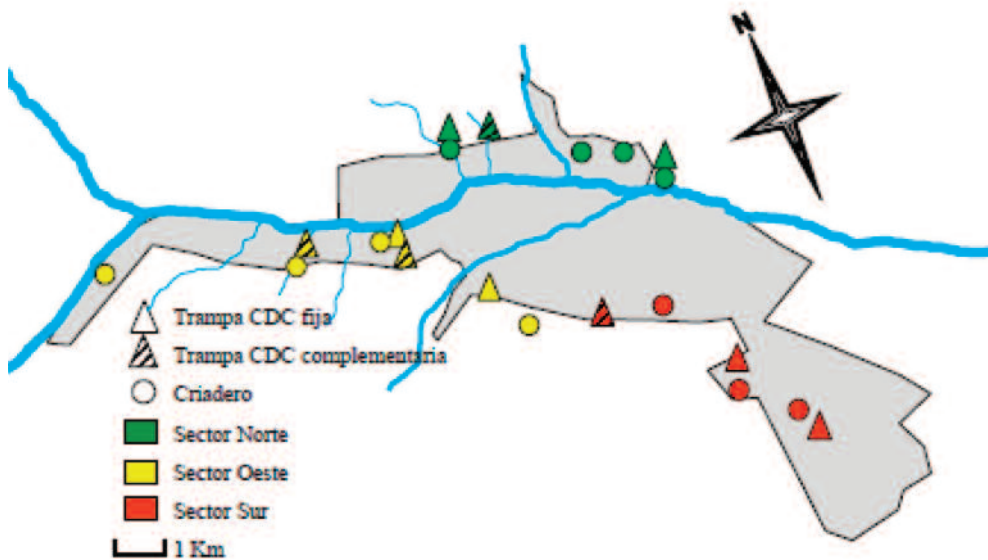 N
Trampa CDC fija
Trampa CDC complementaria
Criadero
Sector Norte
Sector Oeste
Sector Sur
1 Km